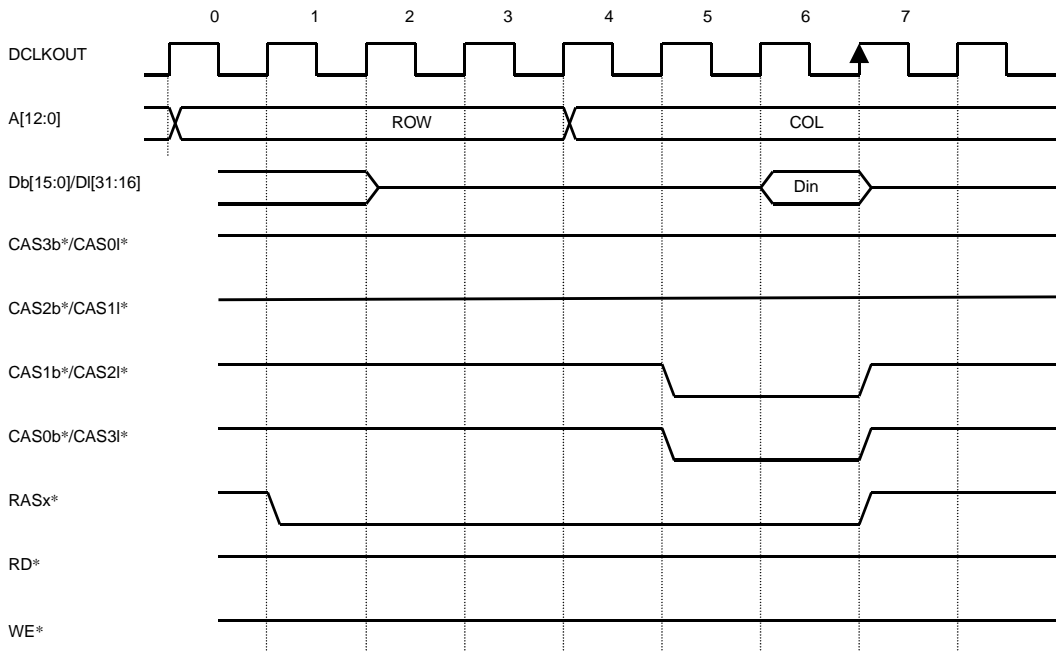 0 1 2 3 4 5 6 7
DCLKOUT
A[12:0] ROW COL
Db[15:0]/Dl[31:16] Din
CAS3b*/CAS0l*
CAS2b*/CAS1l*
CAS1b*/CAS2l*
CAS0b*/CAS3l*
RASx*
RD*
WE*